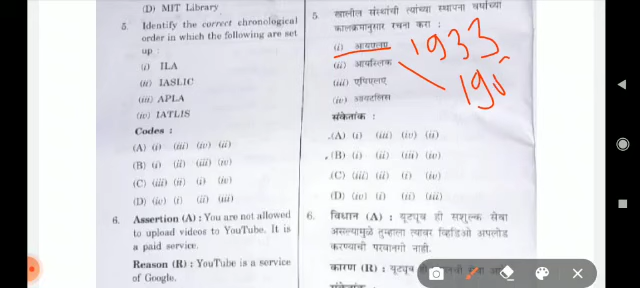 (D) MIT Library
5. Identify the correct chronological
order in which the following are set
up :
(i) ILA
(ii) IASLIC
(iii) APLA
(iv) IATLIS
Codes :
(A) (i) (iii) (iv) (ii)
(B) (i) (ii) (iii) (iv)
(C) (iii) (ii) (i) (iv)
(D) (iv) (i) (ii) (iii)
6. Assertion (A) : You are not allowed
to upload videos to YouTube. It is
a paid service.
Reason (R) : YouTube is a service
of Google.
5. खालील संस्थांची त्यांच्या स्थापना वर्षाच्या
कालक्रमानुसार रचना करा :
(i) आयएलए 1933
(ii) आयस्लिक
(iii) एपिएलए
(iv) आयटलिस
संकेतांक :
(A) (i) (iii) (iv) (ii)
(B) (i) (ii) (iii) (iv)
(C) (iii) (ii) (i) (iv)
(D) (iv) (i) (ii) (iii)
6. विधान (A) : यूट्यूब ही सशुल्क सेवा
असल्यामुळे तुम्हाला त्यावर व्हिडिओ अपलोड
करण्याची परवानगी नाही.
कारण (R) : यूट्यूब ही सेवा आहे